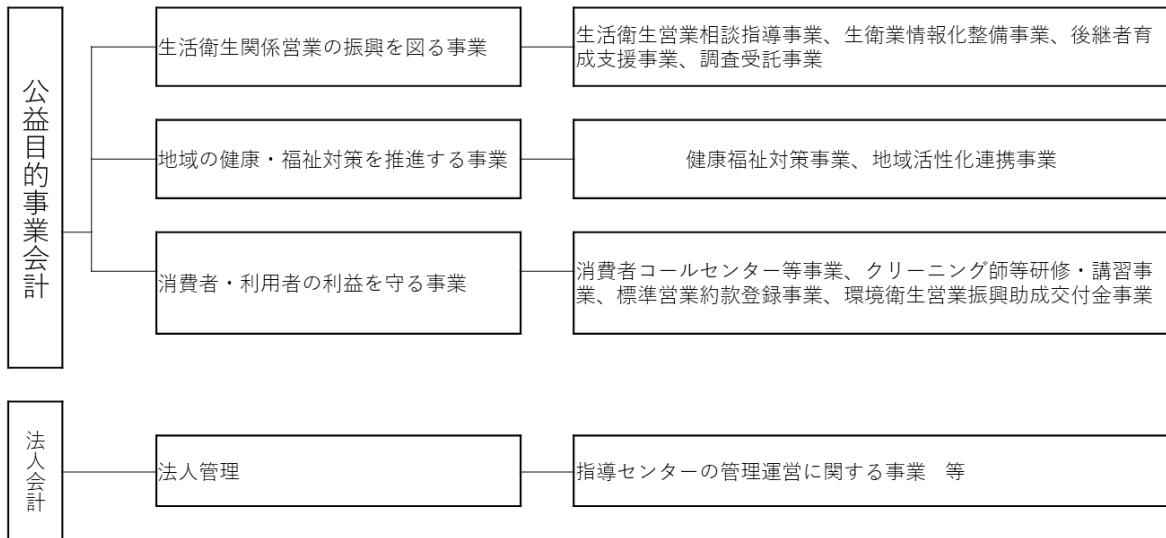 公益目的事業会計
生活衛生関係営業の振興を図る事業
生活衛生営業相談指導事業、生衛業情報化整備事業、後継者育
成支援事業、調査受託事業
地域の健康・福祉対策を推進する事業
健康福祉対策事業、地域活性化連携事業
消費者・利用者の利益を守る事業
消費者コールセンター等事業、クリーニング師等研修・講習事
業、標準営業約款登録事業、環境衛生営業振興助成交付金事業
法人会計
法人管理
指導センターの管理運営に関する事業　等